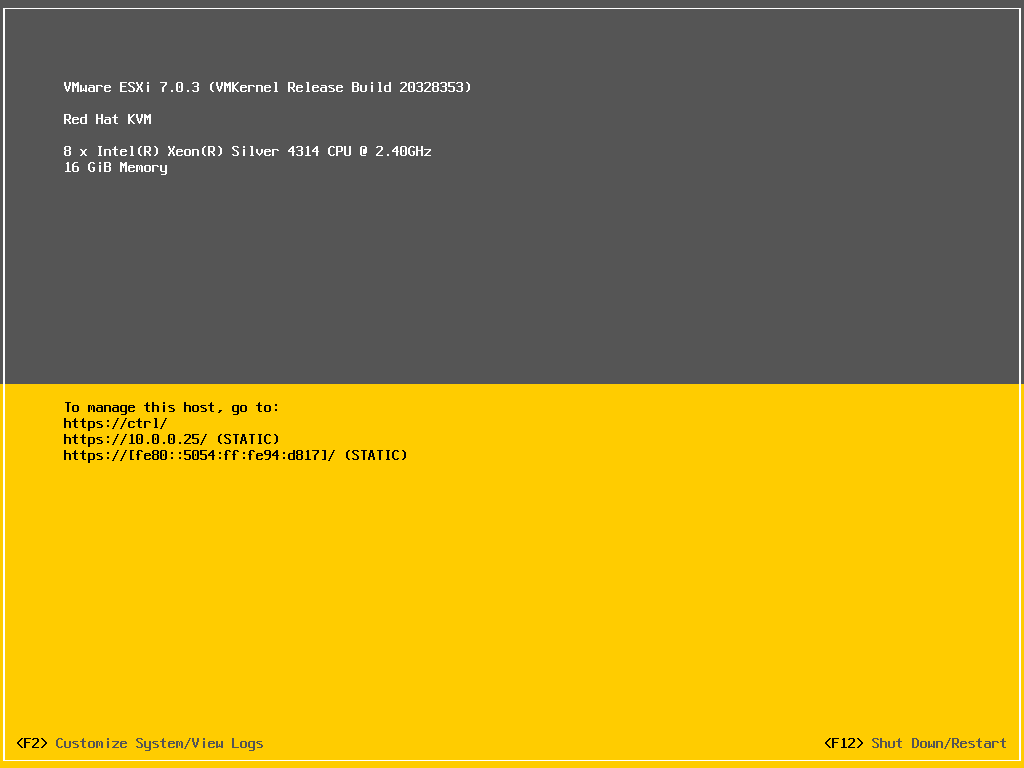 VMware ESXi 7.0.3 (VMKernel Release Build 20328353)
Red Hat KVM
8 x Intel(R) Xeon(R) Silver 4314 CPU @ 2.40GHz
16 GiB Memory
To manage this host, go to:
https://ctrl/
https://10.0.0.25/ (STATIC)
https://[fe80::5054:ff:fe94:d817]/ (STATIC)
<F2> Customize System/View Logs
<F12> Shut Down/Restart